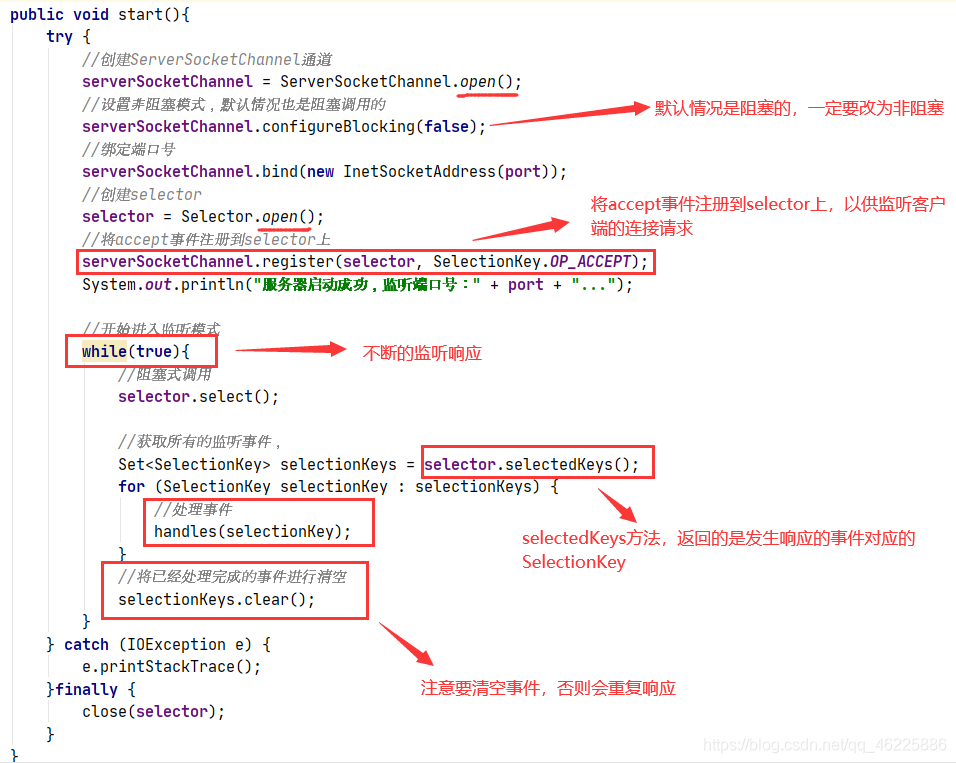 public void start(){
try {
//创建ServerSocketChannel通道
serverSocketChannel = ServerSocketChannel.open();
//设置非阻塞模式，默认情况也是阻塞调用的
默认情况是阻塞的，一定要改为非阻塞
serverSocketChannel.configureBlocking(false);
//绑定端口号
serverSocketChannel.bind(new InetSocketAddress(port));
//创建selector
将accept事件注册到selector上，以供监听客户
selector = Selector.open();
端的连接请求
//将accept事件注册到selector上
serverSocketChannel.register(selector, SelectionKey.OP_ACCEPT);
System.out.println("服务器启动成功，监听端口号：" + port + "...");
//开始进入监听模式
while(true){
不断的监听响应
//阻塞式调用
selector.select();
//获取所有的监听事件，
Set<SelectionKey> selectionKeys = selector.selectedKeys();
for (SelectionKey selectionKey : selectionKeys) {
//处理事件
handles(selectionKey);
selectedKeys方法，返回的是发生响应的事件对应的
SelectionKey
}
//将已经处理完成的事件进行清空
selectionKeys.clear();
}
} catch (IOException e) {
e.printStackTrace();
注意要清空事件，否则会重复响应
}finally {
close(selector);
}
}
https://blog.csdn.net/qq_46225886